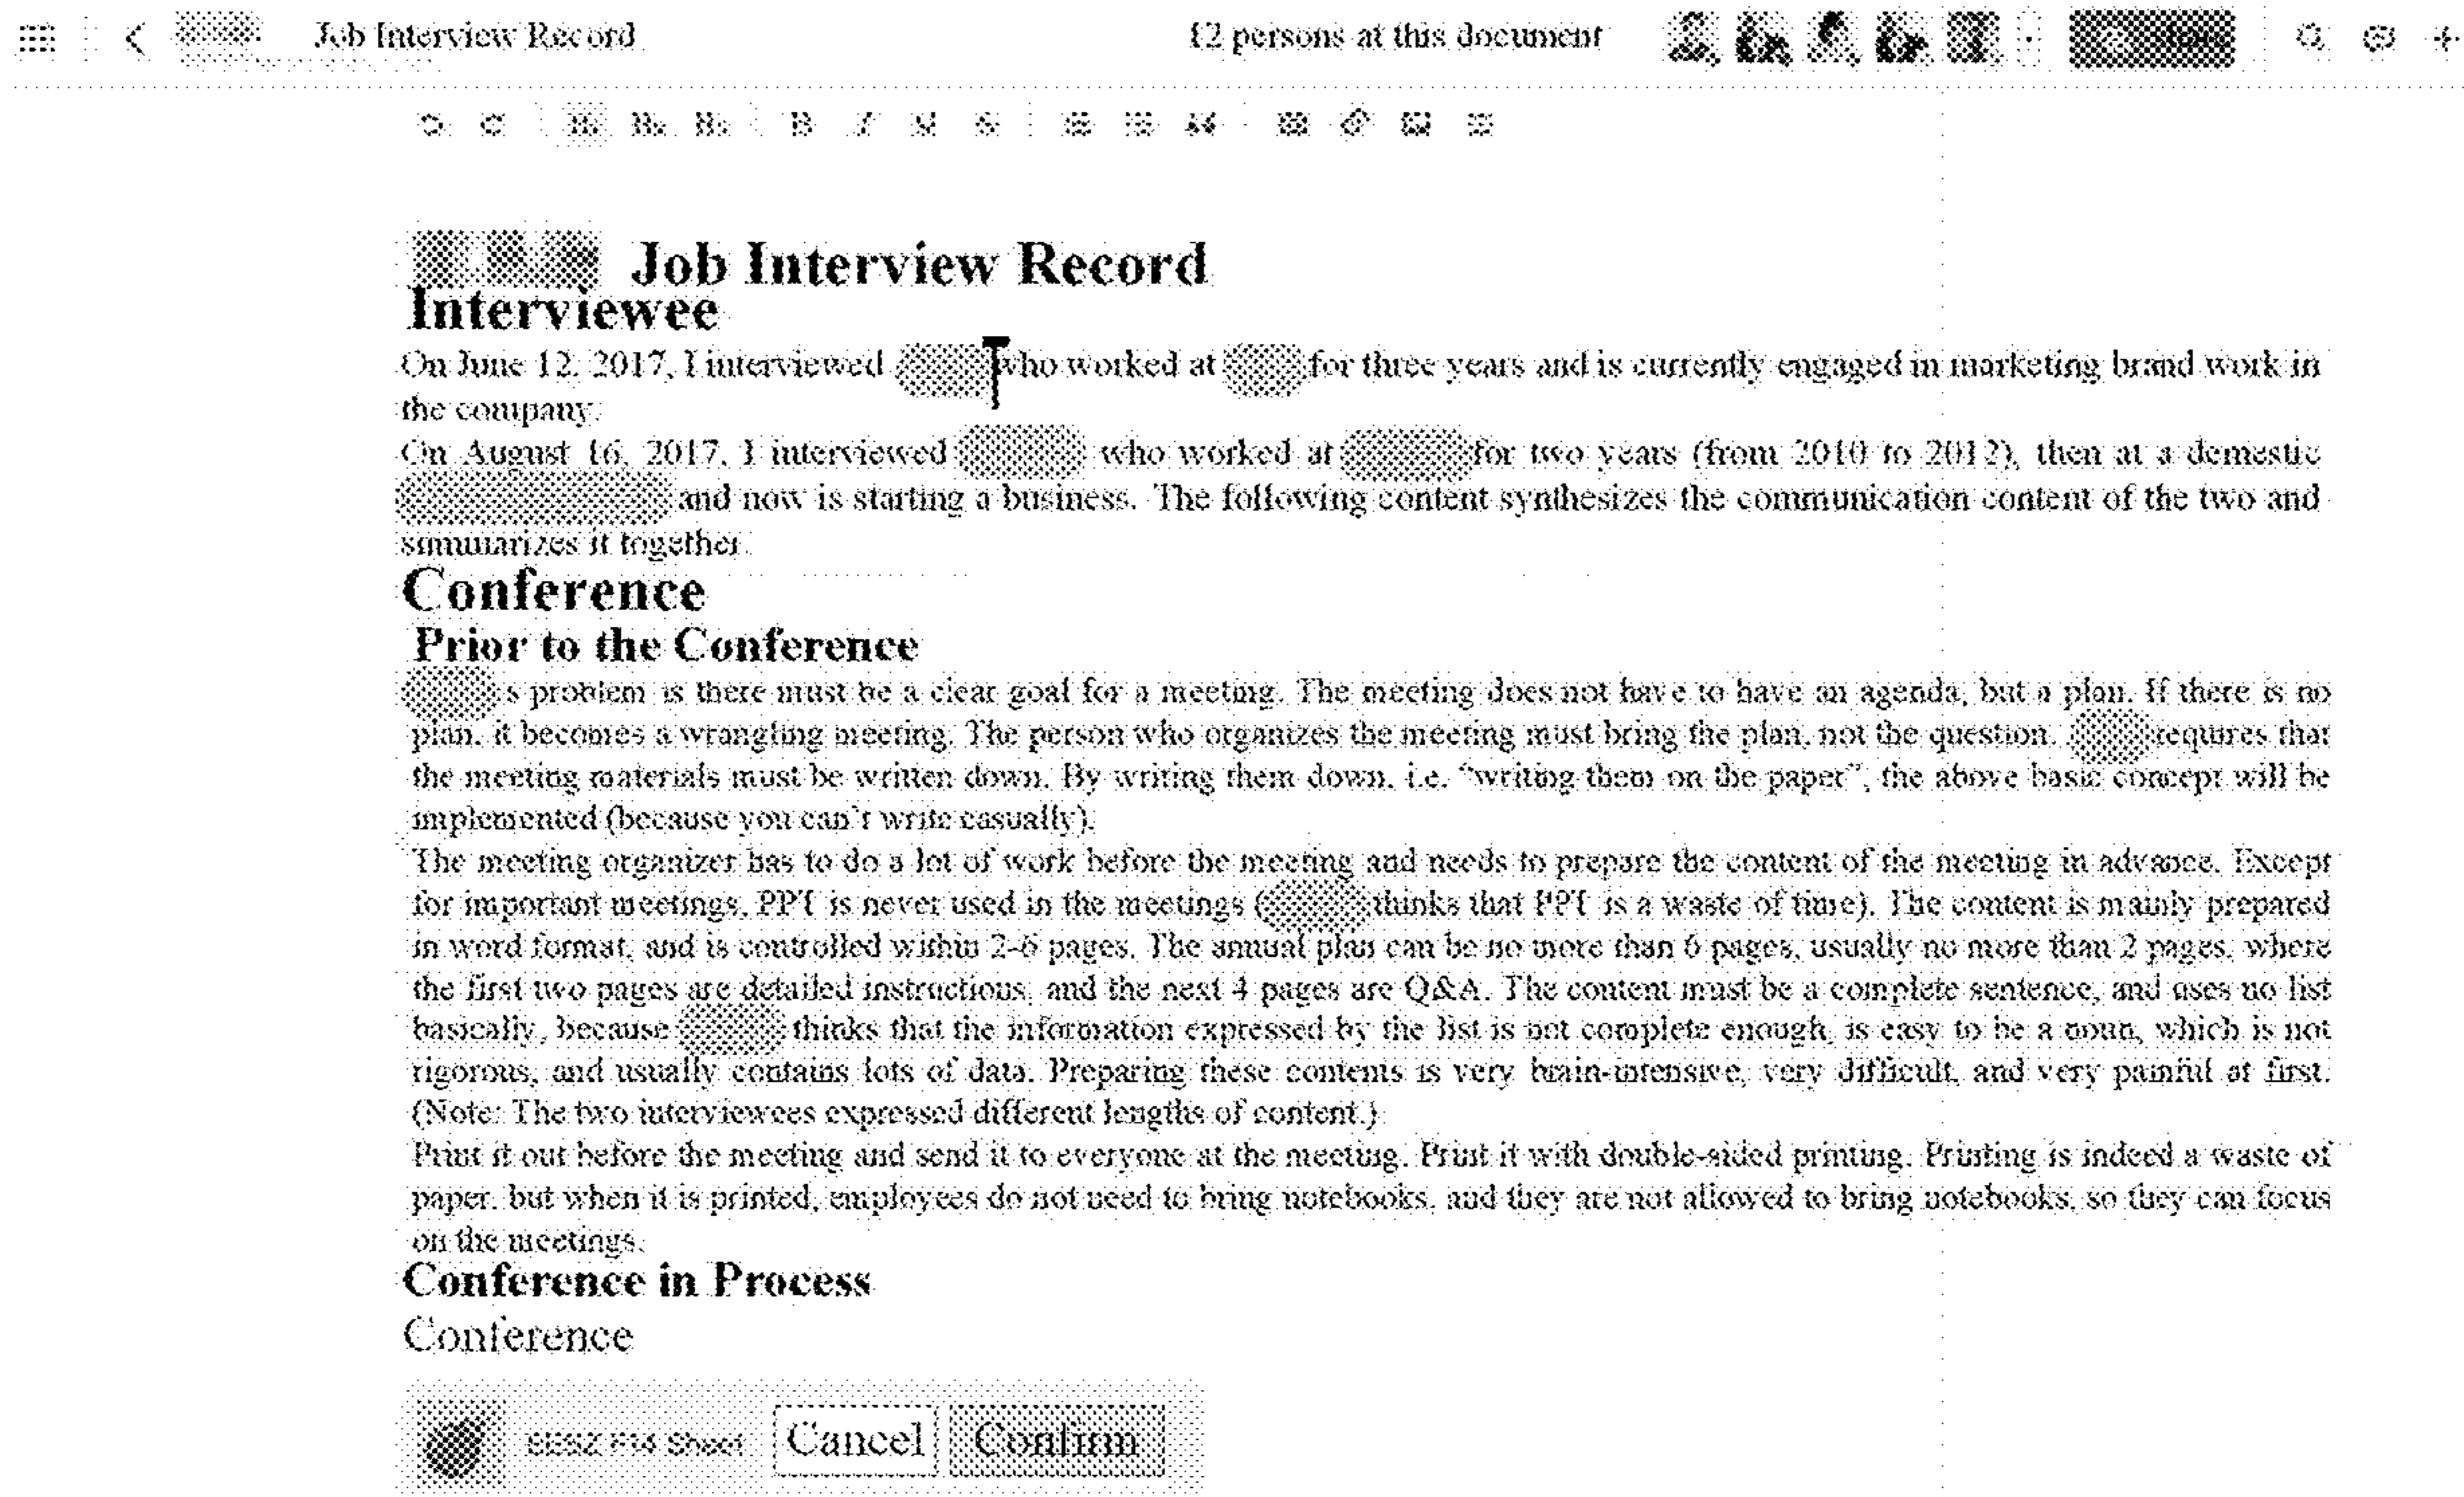 Job Interview Record
12 persons at this document
B I U S
Job Interview Record
Interviewee
On June 12, 2017, I interviewed who worked at for three years and is currently engaged in marketing brand work in
the company.
On August 16, 2017, I interviewed who worked at for two years (from 2010 to 2012), then at a demestic
and now is starting a business. The following content synthesizes the communication content of the two and
summarizes it together.
Conference
Prior to the Conference
s problem is there must be a clear goal for a meeting. The meeting does not have to have an agenda, but a plan. If there is no
plan, it becomes a wrangling meeting. The person who organizes the meeting must bring the plan, not the question. requires that
the meeting materials must be written down. By writing them down, i.e. “writing them on the paper”, the above basic concept will be
implemented (because you can’t write casually).
The meeting organizer has to do a lot of work before the meeting and needs to prepare the content of the meeting in advance. Except
for important meetings, PPT is never used in the meetings ( thinks that PPT is a waste of time). The content is mainly prepared
in word format, and is controlled within 2-6 pages. The annual plan can be no more than 6 pages, usually no more than 2 pages, where
the first two pages are detailed instructions, and the next 4 pages are Q&A. The content must be a complete sentence, and uses no list
basically, because thinks that the information expressed by the list is not complete enough, is easy to be a noun, which is not
rigorous, and usually contains lots of data. Preparing these contents is very brain-intensive, very difficult, and very painful at first.
(Note: The two interviewees expressed different lengths of content.)
Print it out before the meeting and send it to everyone at the meeting. Print it with double-sided printing. Printing is indeed a waste of
paper, but when it is printed, employees do not need to bring notebooks, and they are not allowed to bring notebooks, so they can focus
on the meetings.
Conference in Process
Conference
Sheet Cancel Confirm